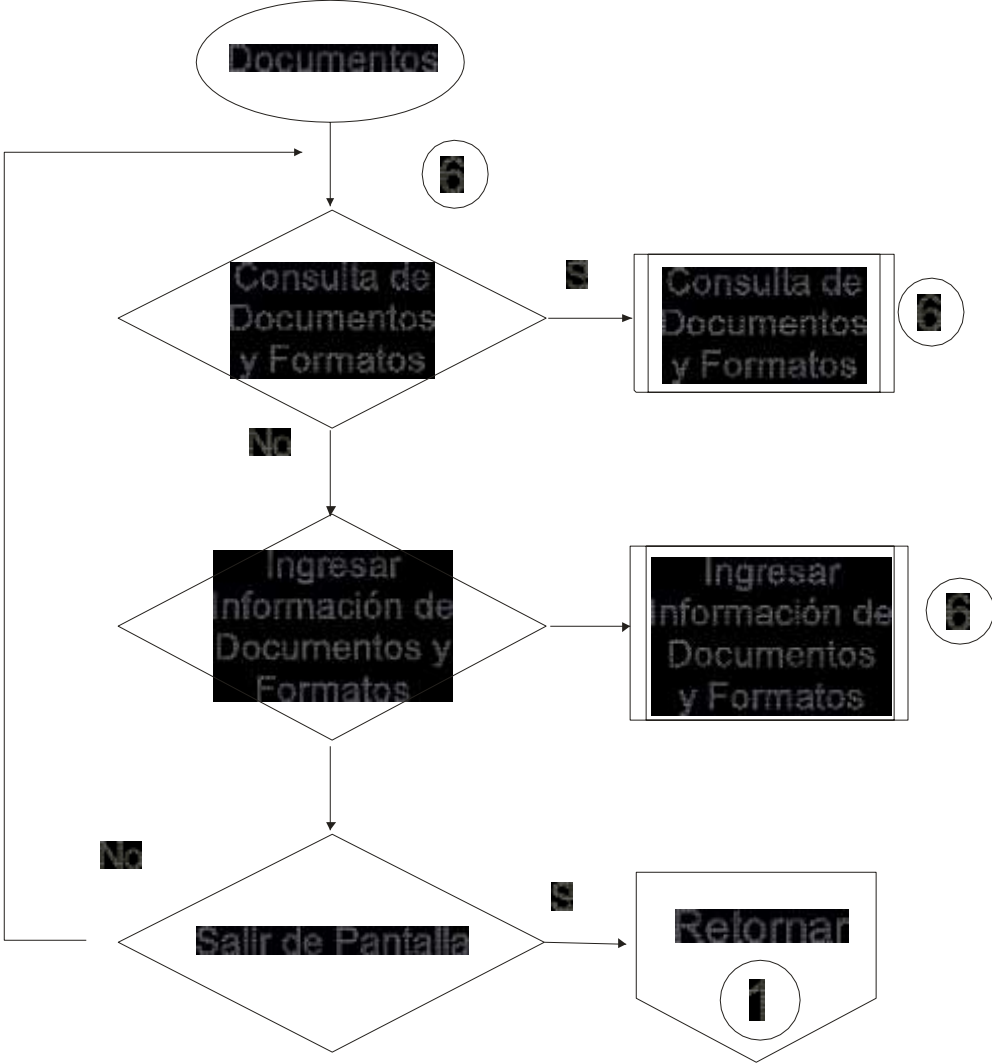 Documentos
6
Consulta de
Documentos
y Formatos
S
Consulta de
Documentos
y Formatos
6
No
Ingresar
Información de
Documentos y
Formatos
Ingresar
Información de
Documentos
y Formatos
6
No
Salir de Pantalla
S
Retornar
1